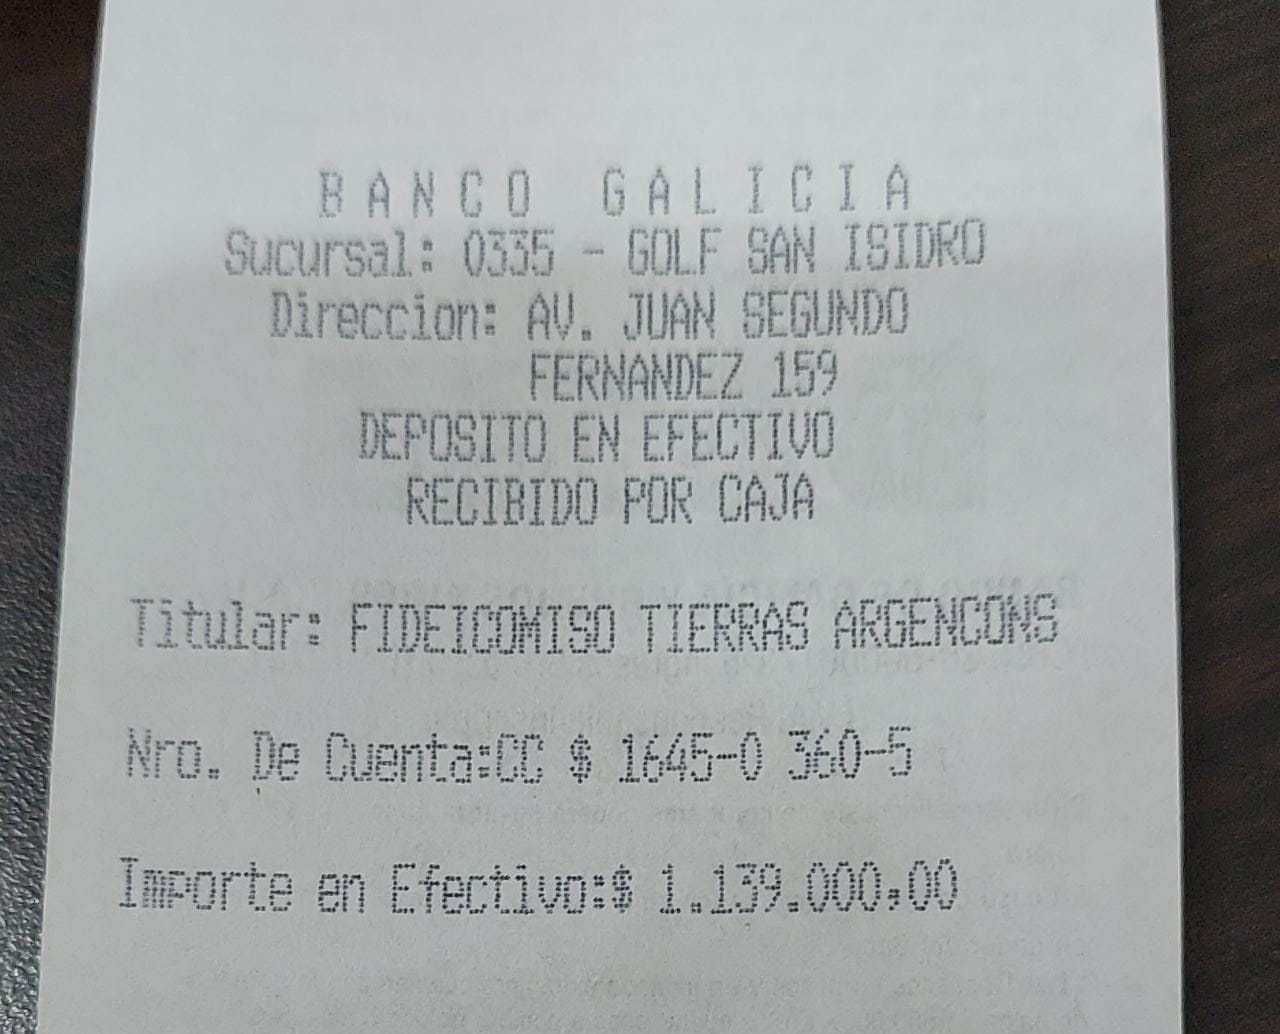 BANCO GALICIA
Sucursal: 0335 - GOLF SAN ISIDRO
Direccion: AV. JUAN SEGUNDO
FERNANDEZ 159
DEPOSITO EN EFECTIVO
RECIBIDO POR CAJA
Titular: FIDEICOMISO TIERRAS ARGENCONS
Nro. De Cuenta:CC $ 1645-0 360-5
Importe en Efectivo:$ 1.139.000,00